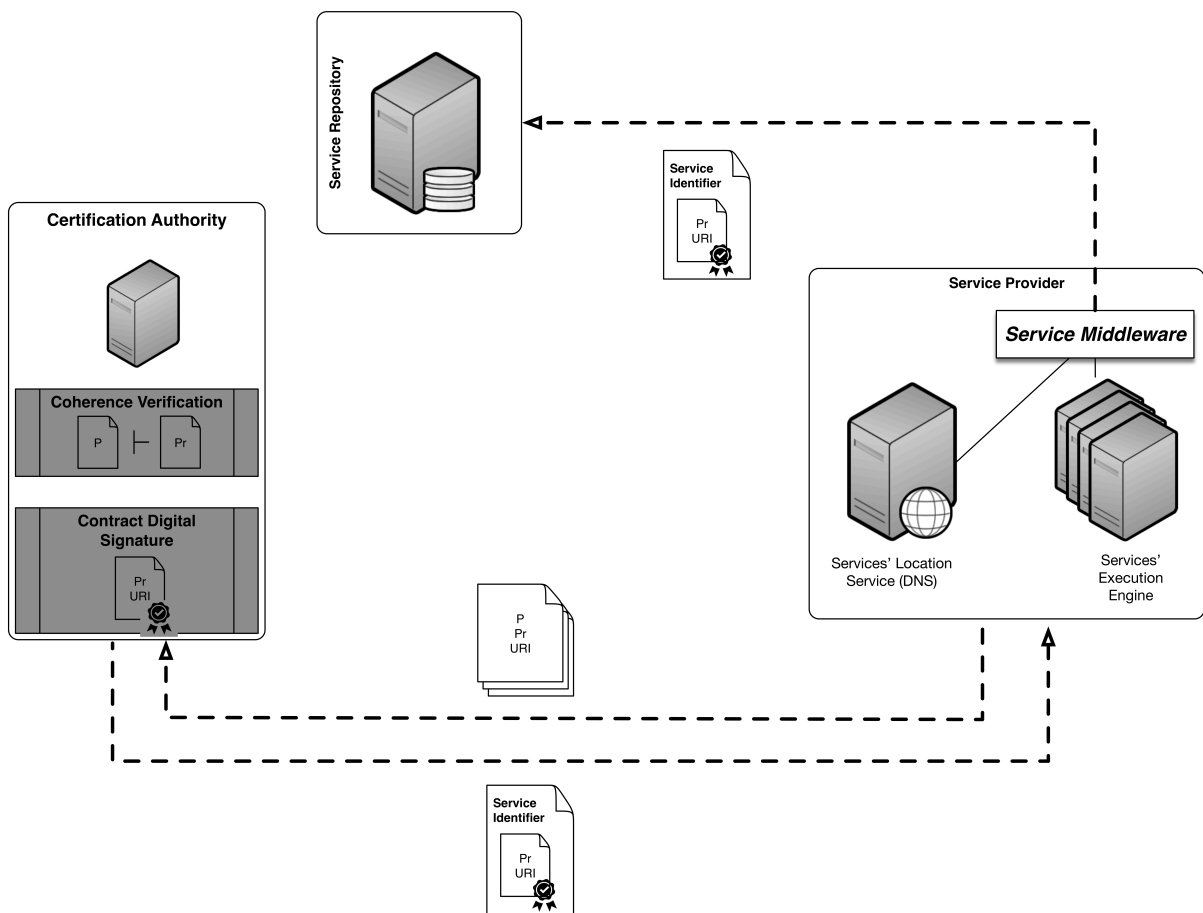 Service Repository
Service
Identifier
Pr
URI
Certification Authority
Coherence Verification
P
Pr
Contract Digital
Signature
Pr
URI
Service Provider
Service Middleware
Services' Location
Service (DNS)
Services'
Execution
Engine
P
Pr
URI
Service
Identifier
Pr
URI